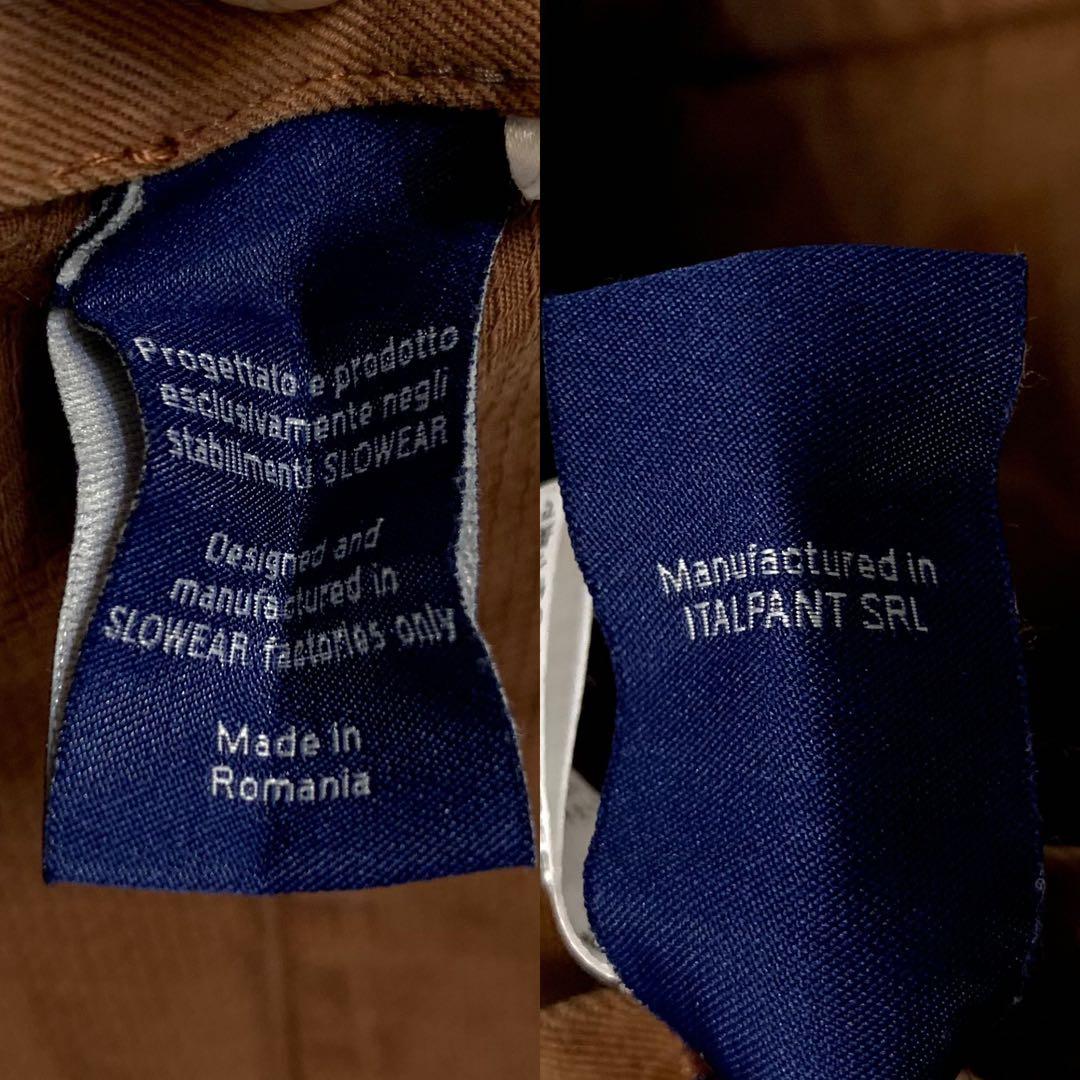 Progettato e prodotto
esclusivamente negli
stabilimenti SLOWEAR
Designed and
manufactured in
SLOWEAR factories only
Made in
Romania
Manufactured in
ITALPANT SRL